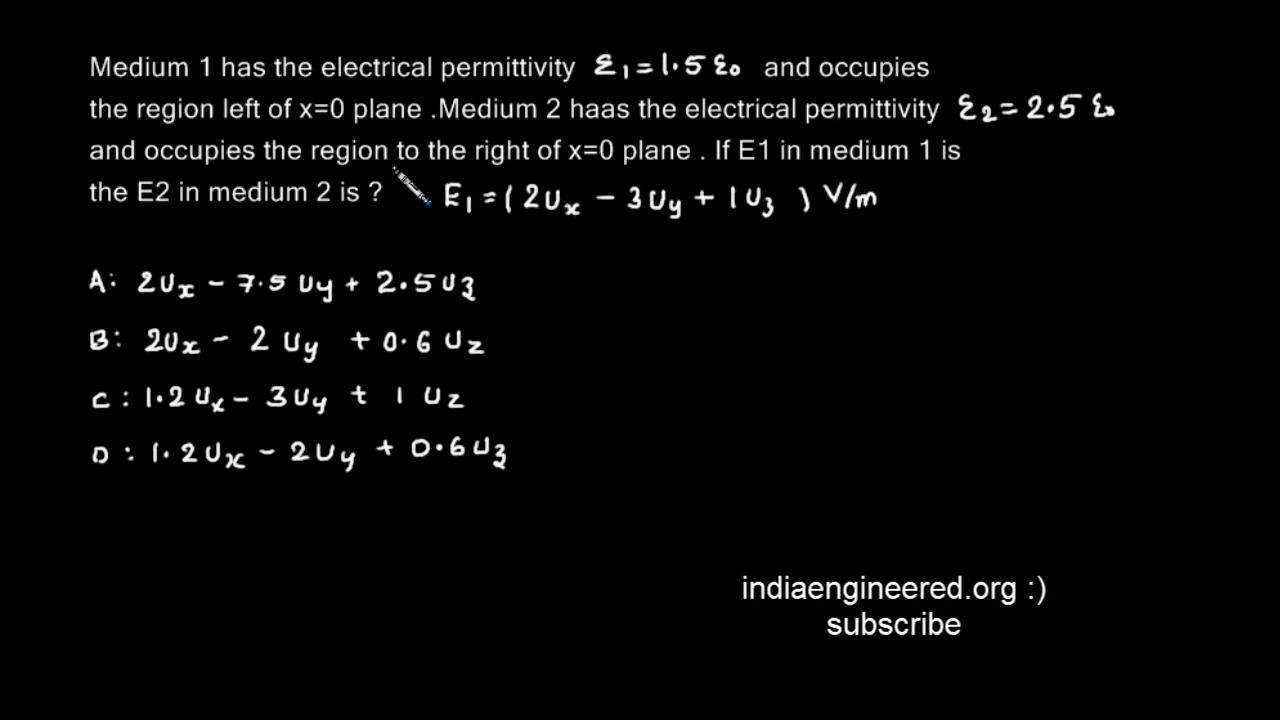 Medium 1 has the electrical permittivity ε₁=1.5 ε₀ and occupies
the region left of x=0 plane .Medium 2 haas the electrical permittivity ε₂=2.5 ε₀
and occupies the region to the right of x=0 plane . If E1 in medium 1 is
the E2 in medium 2 is ? E₁=(2Uₓ - 3Uy + 1Uz) V/m
A: 2Ux - 7.5 Uy + 2.5Uz
B: 2Ux - 2 Uy + 0.6 Uz
C: 1.2 Ux - 3Uy + 1 Uz
D: 1.2Ux - 2Uy + 0.6Uz
indiaengineered.org :)
subscribe